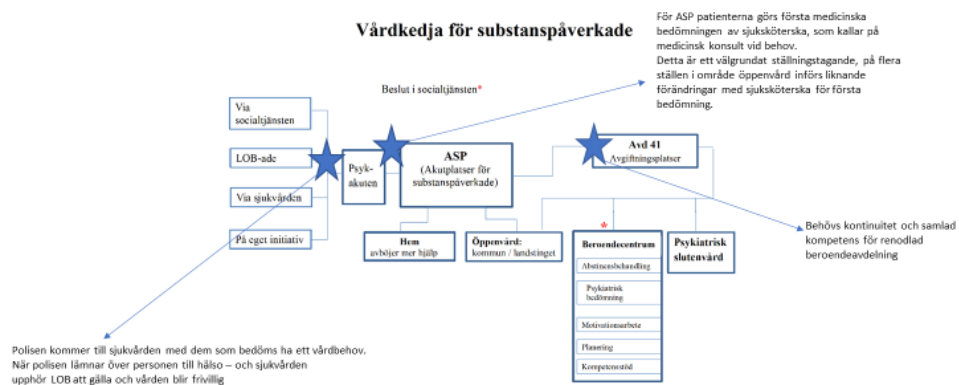 Vårdkedja för substanspåverkade
För ASP patienterna görs första medicinska
bedömningen av sjuksköterska, som kallar på
medicinsk konsult vid behov.
Detta är ett välgrundat ställningstagande, på flera
ställen i område öppenvård införs liknande
förändringar med sjuksköterska för första
bedömning.
Beslut i socialtjänsten*
Via
socialtjänsten
LOB-ade
Via sjukvården
På eget initiativ
Psyk-
akuten
ASP
(Akutplatser för
substanspåverkade)
Avd 41
Avgiftningsplatser
Hem
avböjer mer hjälp
Öppenvård:
kommun / landstinget
*
Beroendecentrum
Abstinensbehandling
Psykiatrisk
bedömning
Motivationsarbete
Planering
Kompetensstöd
Psykiatrisk
slutenvård
Behövs kontinuitet och samlad
kompetens för renodlad
beroendeavdelning
Polisen kommer till sjukvården med dem som bedöms ha ett vårdbehov.
När polisen lämnar över personen till hälso – och sjukvården
upphör LOB att gälla och vården blir frivillig